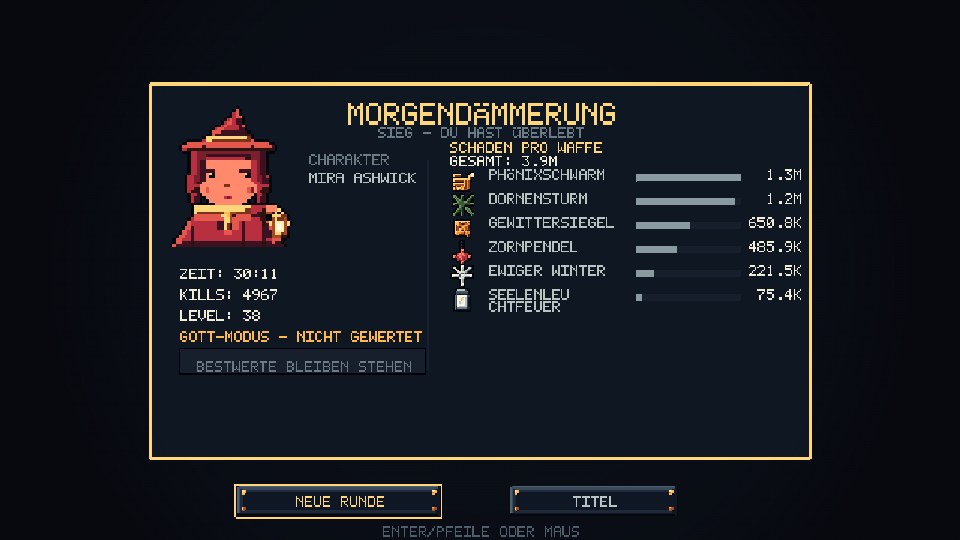 MORGENDÄMMERUNG
SIEG - DU HAST ÜBERLEBT
CHARAKTER
MIRA ASHWICK
ZEIT: 30:11
KILLS: 4967
LEVEL: 38
GOTT-MODUS - NICHT GEWERTET
BESTWERTE BLEIBEN STEHEN
SCHADEN PRO WAFFE
GESAMT: 3.9M
PHÖNIXSCHWARM 1.3M
DORNENSTURM 1.2M
GEWITTERSIEGEL 650.8K
ZORNPENDEL 485.9K
EWIGER WINTER 221.5K
SEELENLEU 75.4K
CHTFEUER
NEUE RUNDE
TITEL
ENTER/PFEILE ODER MAUS